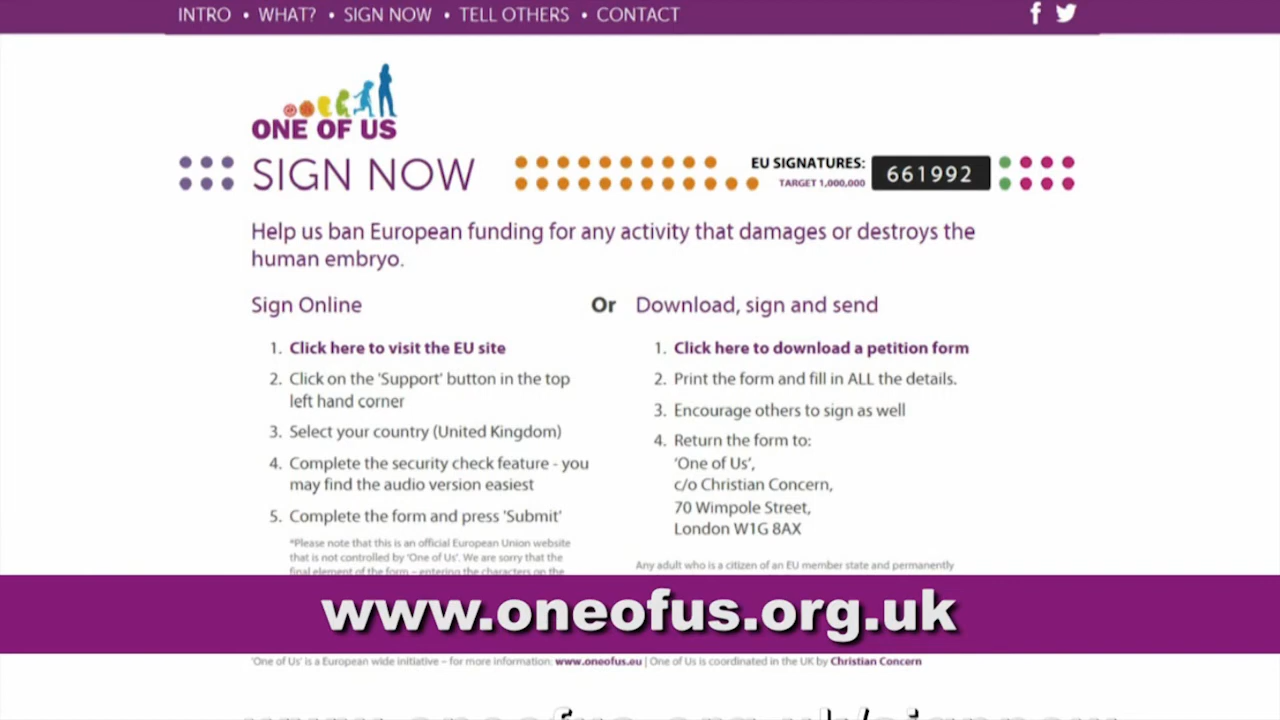 INTRO • WHAT? • SIGN NOW • TELL OTHERS • CONTACT
ONE OF US
SIGN NOW
EU SIGNATURES:
TARGET 1,000,000
661992
Help us ban European funding for any activity that damages or destroys the
human embryo.
Sign Online
1. Click here to visit the EU site
2. Click on the 'Support' button in the top
left hand corner
3. Select your country (United Kingdom)
4. Complete the security check feature - you
may find the audio version easiest
5. Complete the form and press 'Submit'
*Please note that this is an official European Union website
that is not controlled by 'One of Us'. We are sorry that the
final element of the form – entering the characters on the
Or
Download, sign and send
1. Click here to download a petition form
2. Print the form and fill in ALL the details.
3. Encourage others to sign as well
4. Return the form to:
'One of Us',
c/o Christian Concern,
70 Wimpole Street,
London W1G 8AX
Any adult who is a citizen of an EU member state and permanently
www.oneofus.org.uk
'One of Us' is a European wide initiative – for more information: www.oneofus.eu | One of Us is coordinated in the UK by Christian Concern